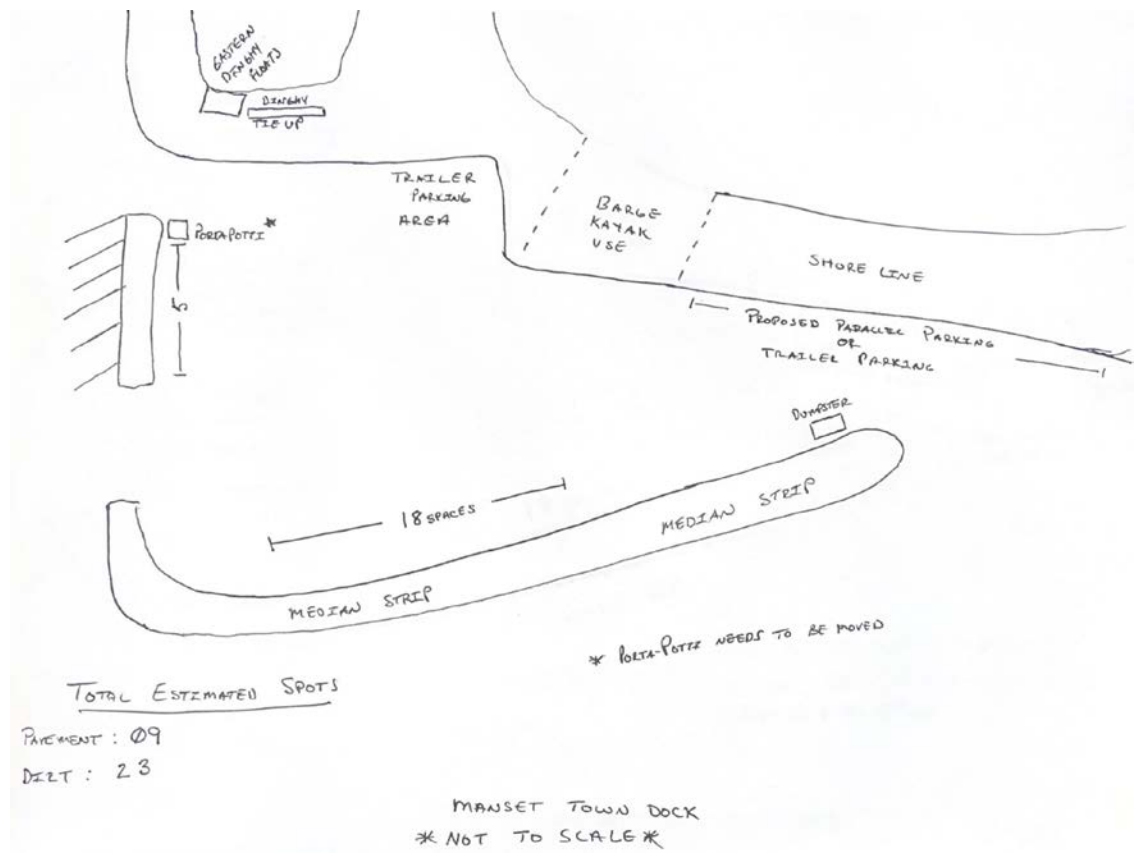 EASTERN
DINGHY
FLOATS
DINGHY
TIE UP
TRAILER
PARKING
AREA
BARGE
KAYAK
USE
SHORE LINE
PORTAPOTTI*
5
PROPOSED PARALLEL PARKING
OR
TRAILER PARKING
DUMPSTER
18 SPACES
MEDIAN STRIP
MEDIAN STRIP
* PORTA-POTTI NEEDS TO BE MOVED
TOTAL ESTIMATED SPOTS
PAVEMENT : 09
DIRT : 23
MANSET TOWN DOCK
* NOT TO SCALE *